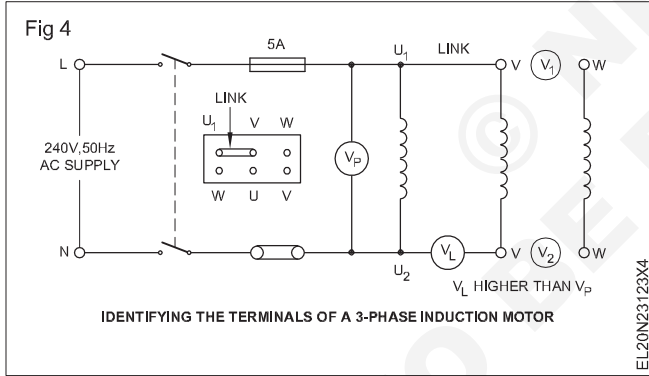 Fig 4
5A
U1
LINK
L
V
V1
W
LINK
U1 V W
240V,50Hz
AC SUPPLY
VP
W U V
N
VL
V
V2
W
U2
VL HIGHER THAN VP
IDENTIFYING THE TERMINALS OF A 3-PHASE INDUCTION MOTOR
EL20N23123X4